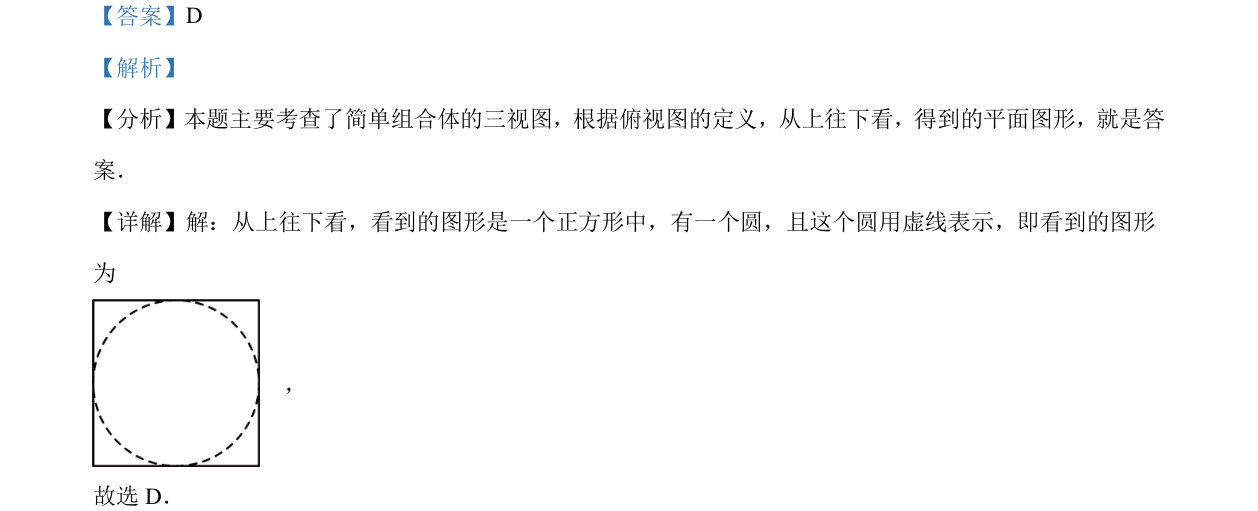 【答案】D
【解析】
【分析】本题主要考查了简单组合体的三视图，根据俯视图的定义，从上往下看，得到的平面图形，就是答
案．
【详解】解：从上往下看，看到的图形是一个正方形中，有一个圆，且这个圆用虚线表示，即看到的图形
为
，
故选 D．